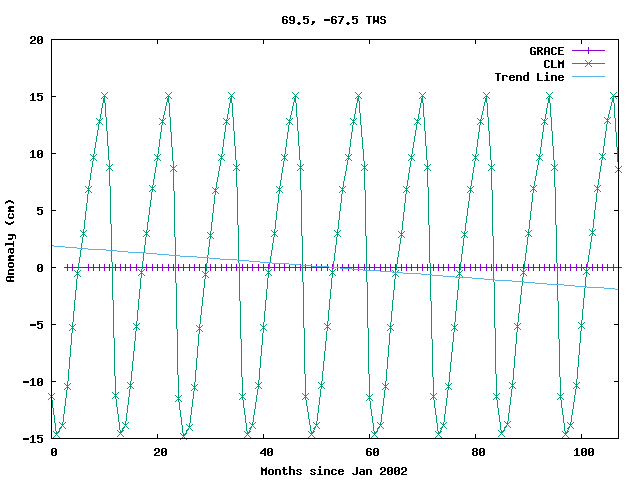 69.5, -67.5 TWS
GRACE
CLM
Trend Line
Anomaly (cm)
20
15
10
5
0
-5
-10
-15
0 20 40 60 80 100
Months since Jan 2002